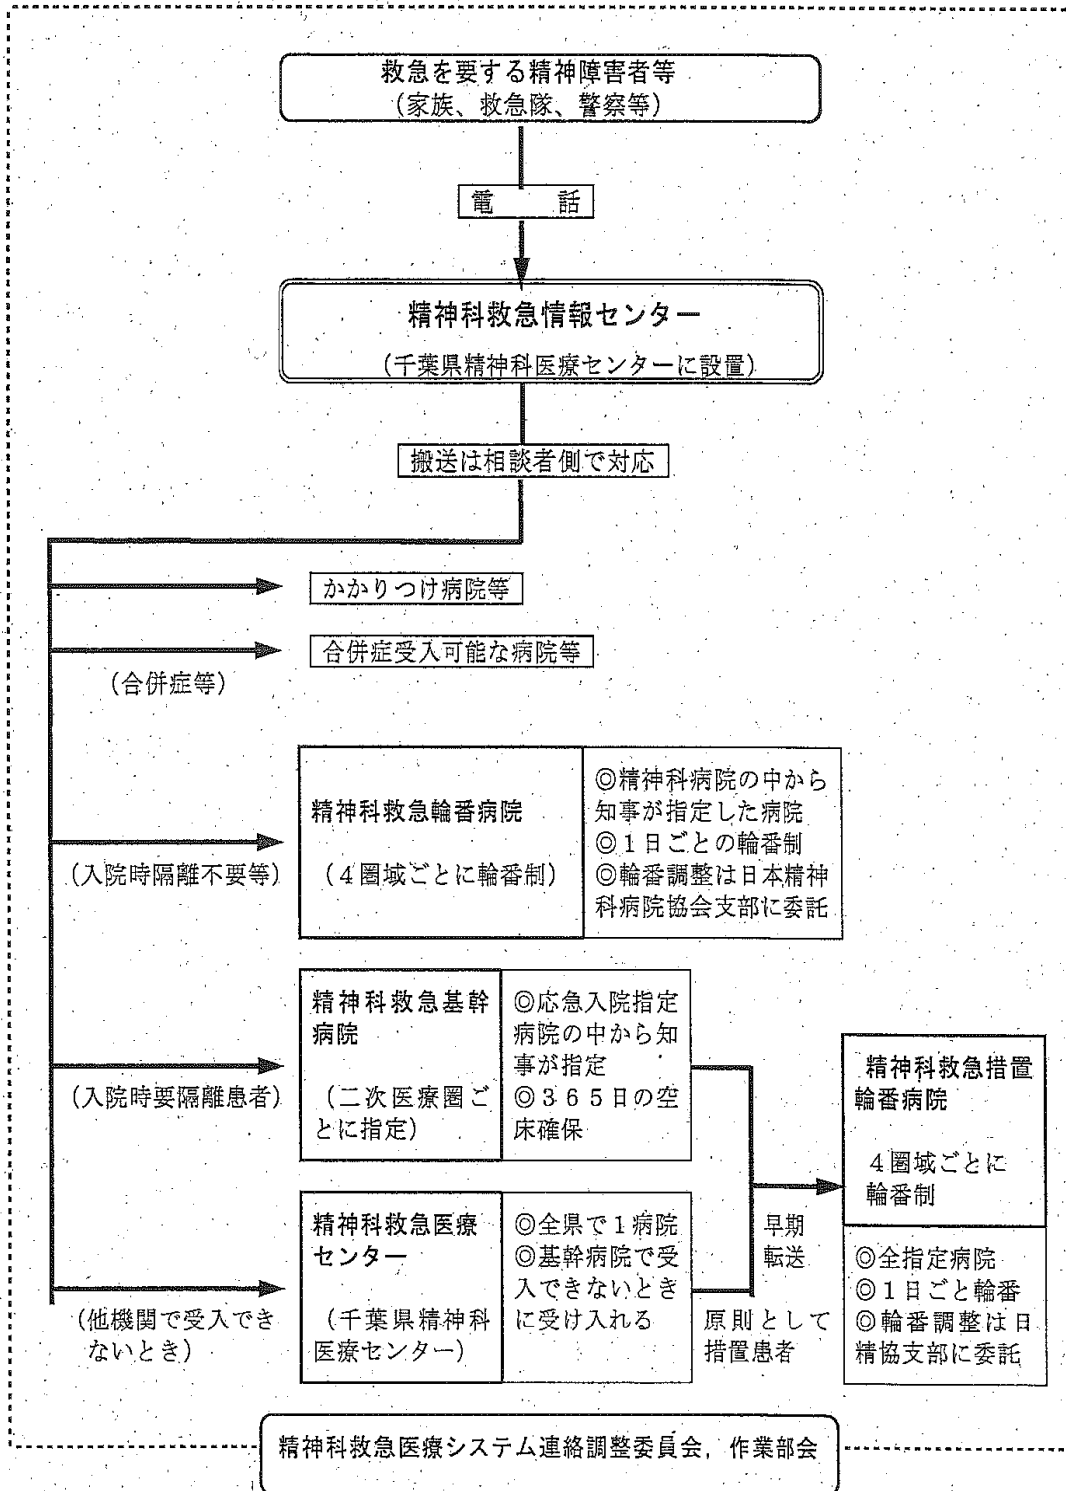 救急を要する精神障害者等
（家族、救急隊、警察等）
電　　話
精神科救急情報センター
（千葉県精神科医療センターに設置）
搬送は相談者側で対応
かかりつけ病院等
合併症受入可能な病院等
（合併症等）
精神科救急輪番病院
（４圏域ごとに輪番制）
◎精神科病院の中から
知事が指定した病院
◎１日ごとの輪番制
◎輪番調整は日本精神
科病院協会支部に委託
（入院時隔離不要等）
精神科救急基幹
病院
（二次医療圏ご
とに指定）
◎応急入院指定
病院の中から知
事が指定
◎３６５日の空
床確保
（入院時要隔離患者）
精神科救急医療
センター
（千葉県精神科
医療センター）
◎全県で１病院
◎基幹病院で受
入できないとき
に受け入れる
（他機関で受入でき
ないとき）
早期
転送
原則として
措置患者
精神科救急措置
輪番病院
４圏域ごとに
輪番制
◎全指定病院
◎１日ごと輪番
◎輪番調整は日
精協支部に委託
精神科救急医療システム連絡調整委員会，作業部会